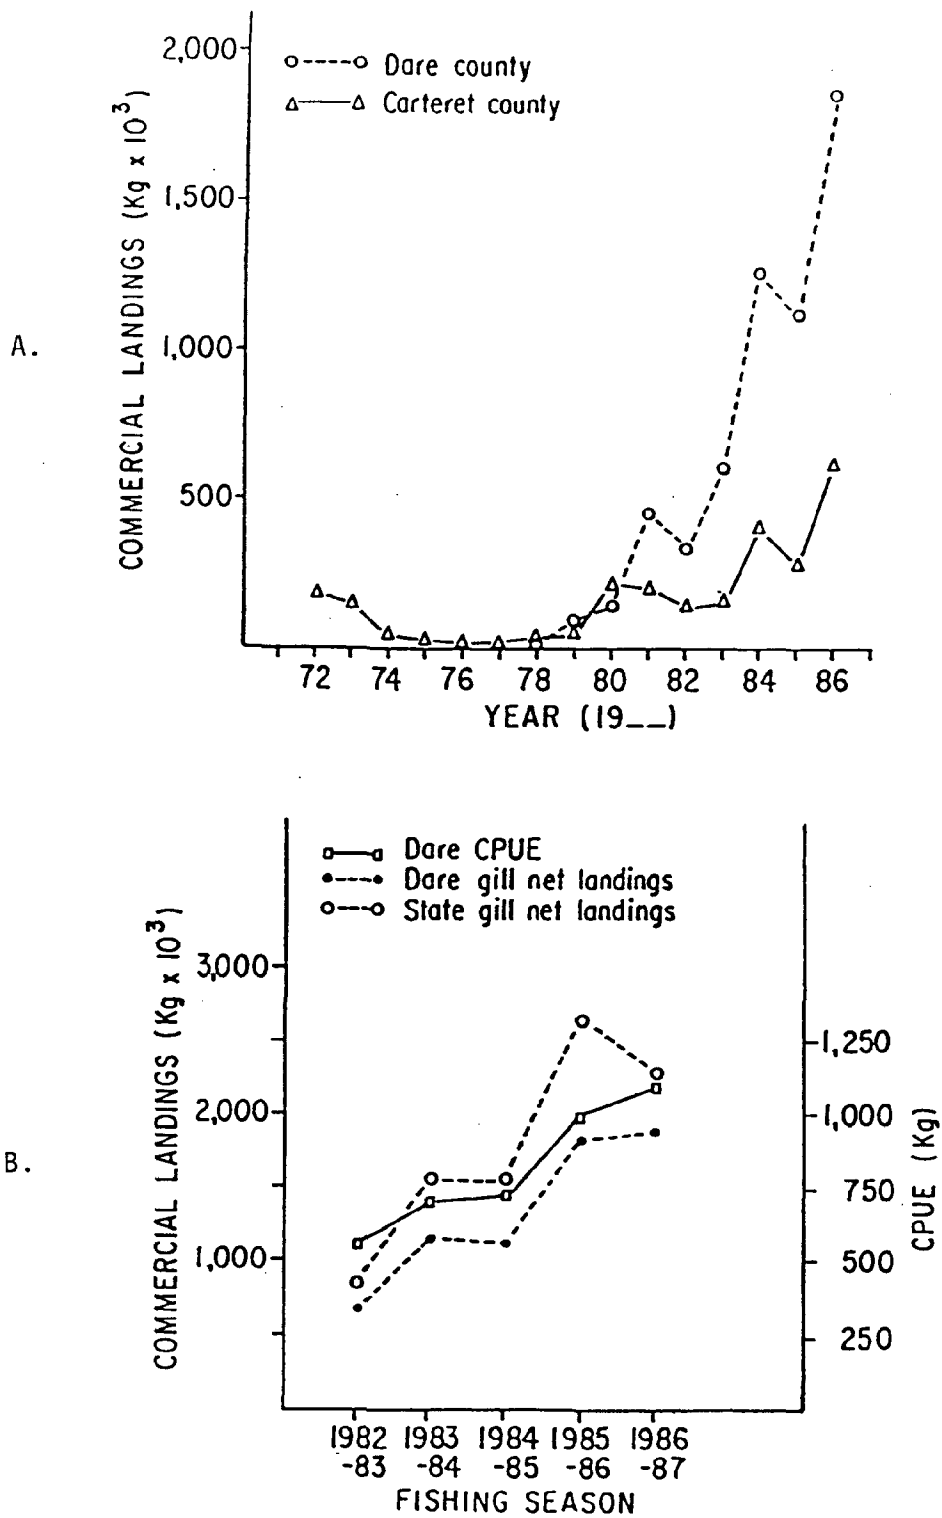 A.
COMMERCIAL LANDINGS (Kg x 10³)
2,000
1,500
1,000
500
Dare county
Carteret county
72 74 76 78 80 82 84 86
YEAR (19__)
B.
COMMERCIAL LANDINGS (Kg x 10³)
3,000
2,000
1,000
Dare CPUE
Dare gill net landings
State gill net landings
1,250
1,000
750
500
250
CPUE (Kg)
1982 1983 1984 1985 1986
-83 -84 -85 -86 -87
FISHING SEASON